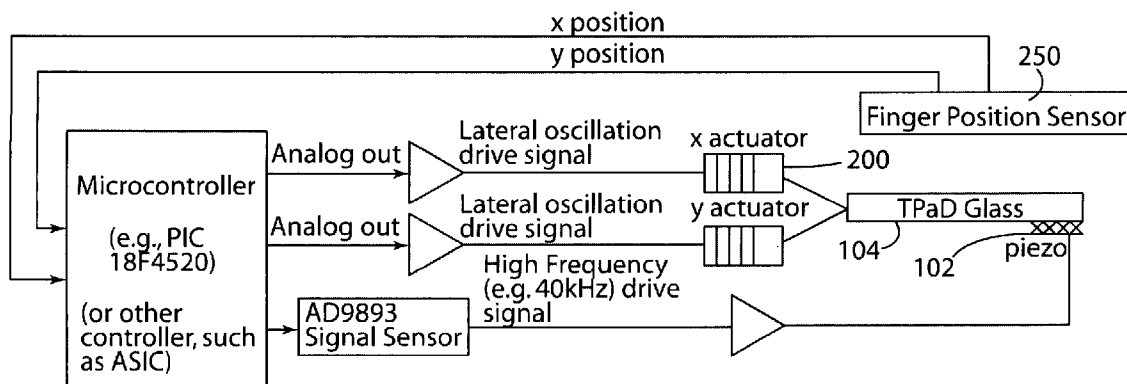 x position
y position
250
Finger Position Sensor
Microcontroller
(e.g., PIC
18F4520)
(or other
controller, such
as ASIC)
Analog out
Lateral oscillation
drive signal
x actuator
200
Analog out
Lateral oscillation
drive signal
y actuator
TPaD Glass
104
102
piezo
High Frequency
(e.g. 40kHz) drive
signal
AD9893
Signal Sensor